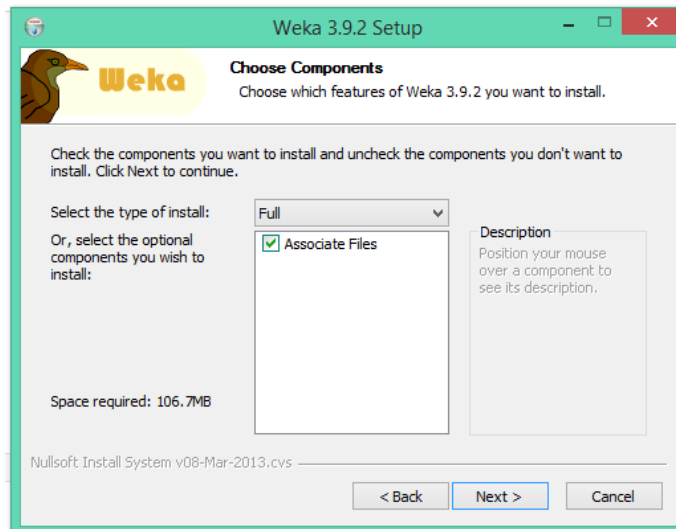 Weka 3.9.2 Setup
Weka
Choose Components
Choose which features of Weka 3.9.2 you want to install.
Check the components you want to install and uncheck the components you don't want to
install. Click Next to continue.
Select the type of install:
Full
Or, select the optional
components you wish to
install:
Associate Files
Description
Position your mouse
over a component to
see its description.
Space required: 106.7MB
Nullsoft Install System v08-Mar-2013.cvs
< Back
Next >
Cancel